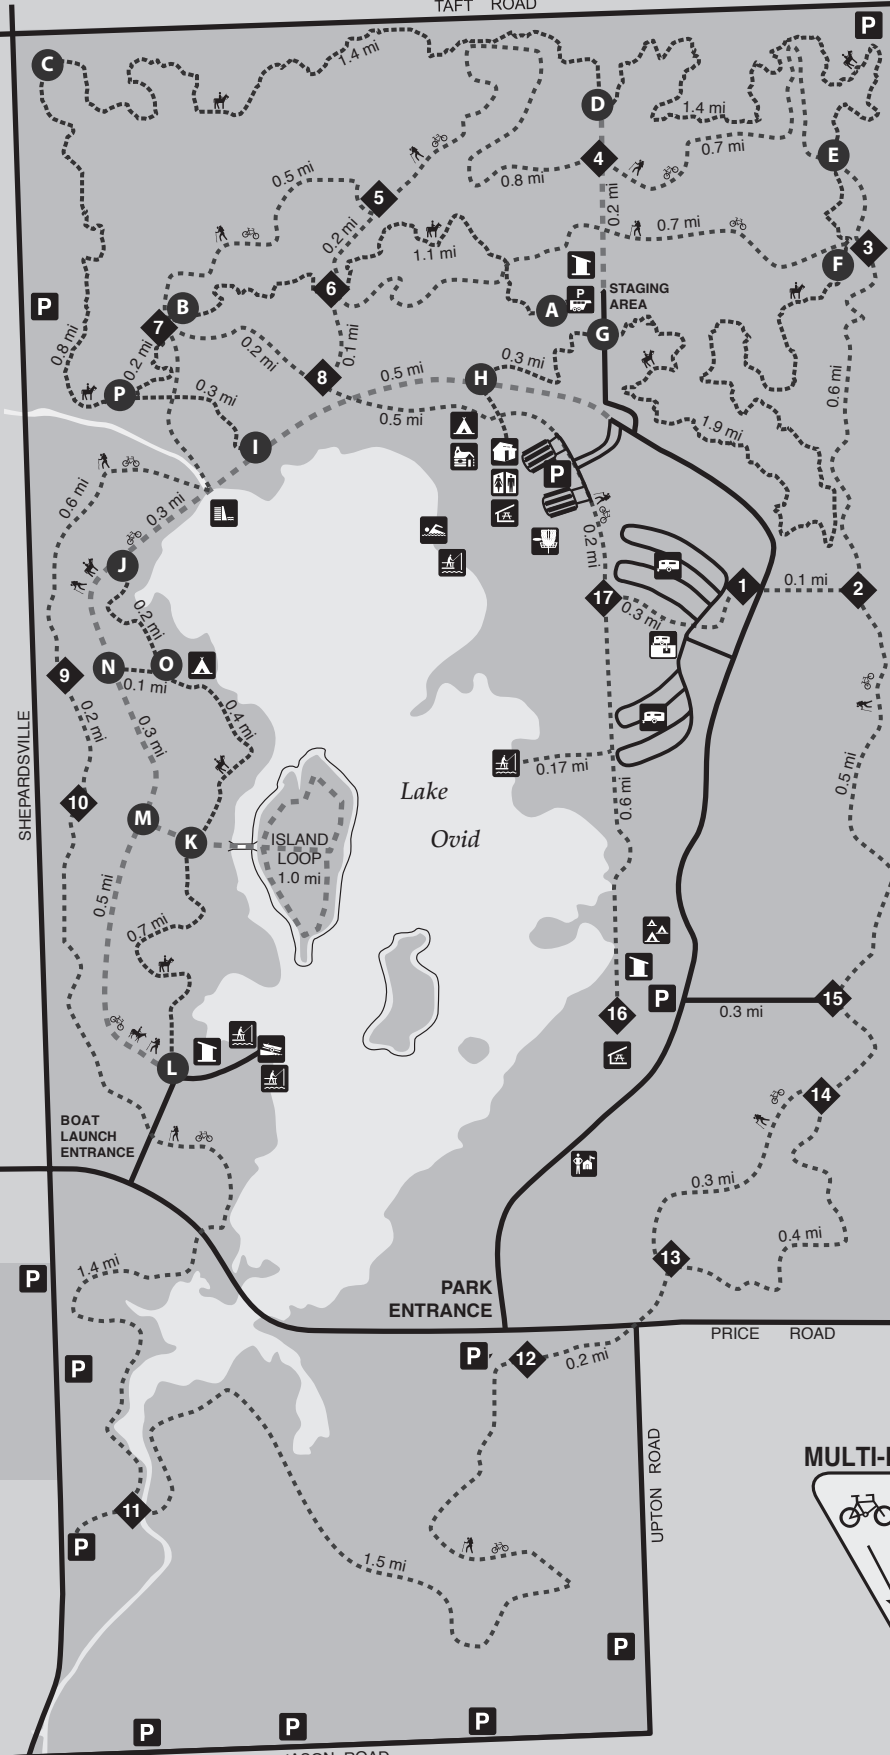 TAFT ROAD
P
C
1.4 mi
D
1.4 mi
E
0.7 mi
4
0.8 mi
0.5 mi
5
0.2 mi
0.2 mi
0.7 mi
3
1.1 mi
F
6
P
B
A
P
STAGING
AREA
G
7
0.8 mi
0.2 mi
0.2 mi
0.1 mi
8
0.5 mi
H
0.3 mi
0.6 mi
P
0.3 mi
0.5 mi
1.9 mi
I
P
0.6 mi
0.3 mi
0.2 mi
J
1
0.1 mi
2
17
0.3 mi
0.2 mi
N
O
9
0.1 mi
0.2 mi
0.3 mi
0.4 mi
SHEPARDSVILLE
0.17 mi
0.5 mi
Lake
Ovid
0.6 mi
10
M
K
ISLAND
LOOP
1.0 mi
0.5 mi
0.7 mi
P
15
0.3 mi
16
L
14
BOAT
LAUNCH
ENTRANCE
0.3 mi
0.4 mi
13
1.4 mi
P
PARK
ENTRANCE
PRICE ROAD
P
12
0.2 mi
P
UPTON ROAD
MULTI-
11
P
1.5 mi
P
P
P
P
ROAD